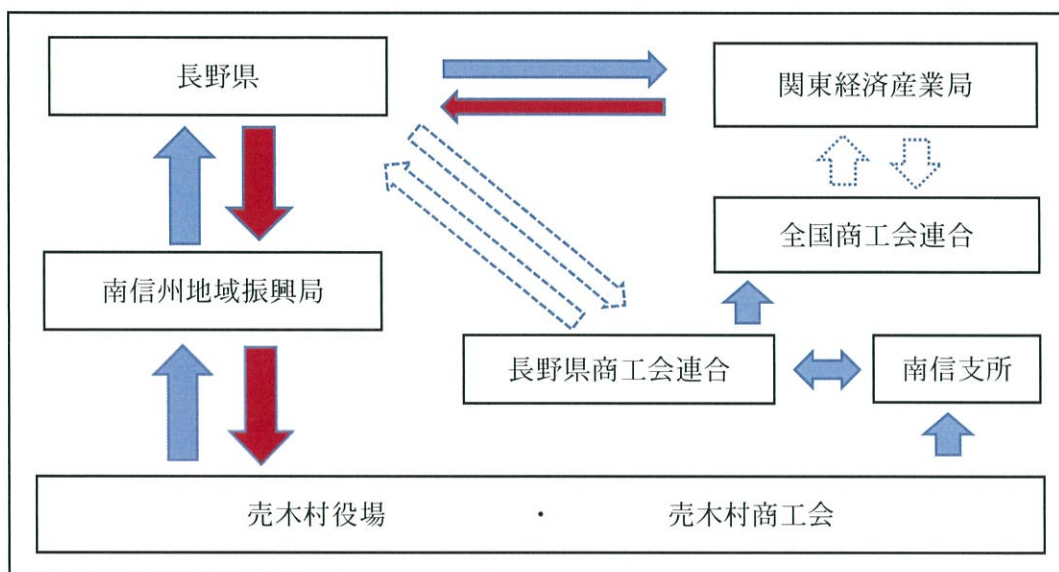 長野県
関東経済産業局
全国商工会連合
南信州地域振興局
長野県商工会連合
南信支所
売木村役場 ・ 売木村商工会